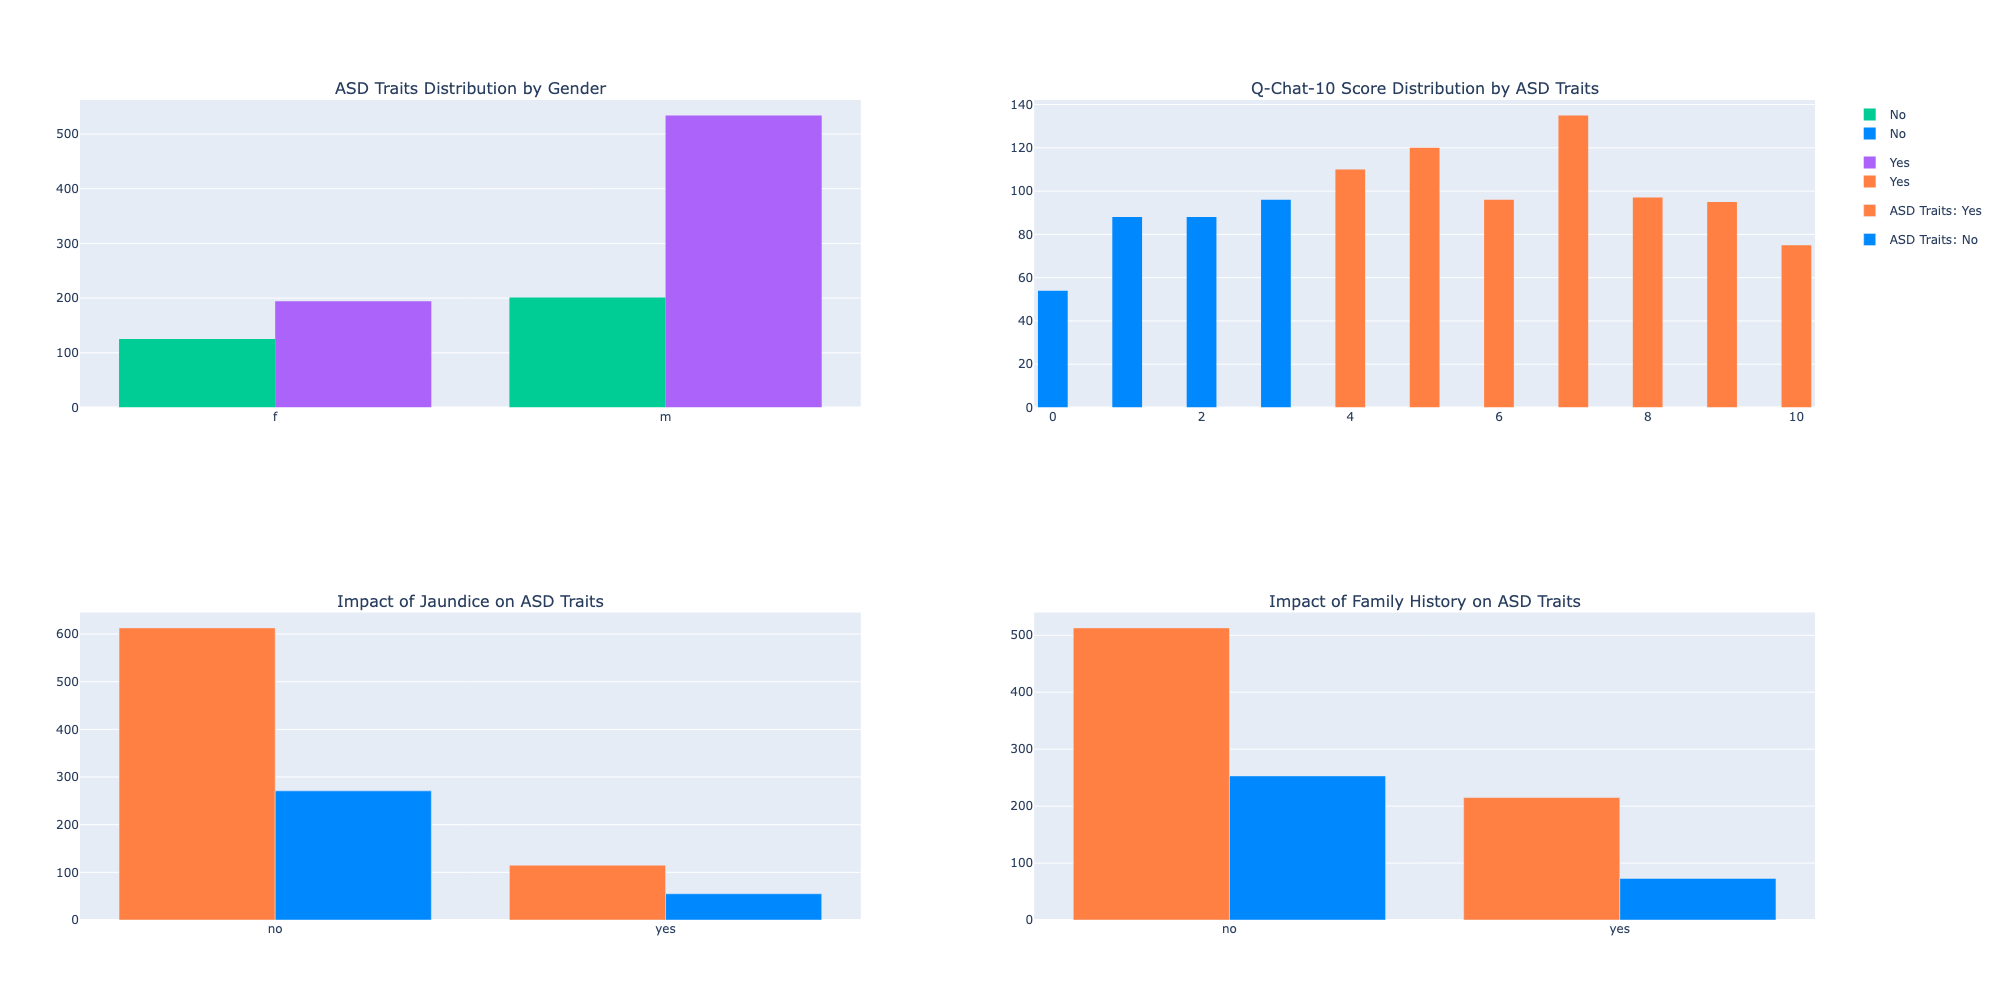 ASD Traits Distribution by Gender
500
400
300
200
100
0
f m
Q-Chat-10 Score Distribution by ASD Traits
140
120
100
80
60
40
20
0
0 2 4 6 8 10
No
No
Yes
Yes
ASD Traits: Yes
ASD Traits: No
Impact of Jaundice on ASD Traits
600
500
400
300
200
100
0
no yes
Impact of Family History on ASD Traits
500
400
300
200
100
0
no yes